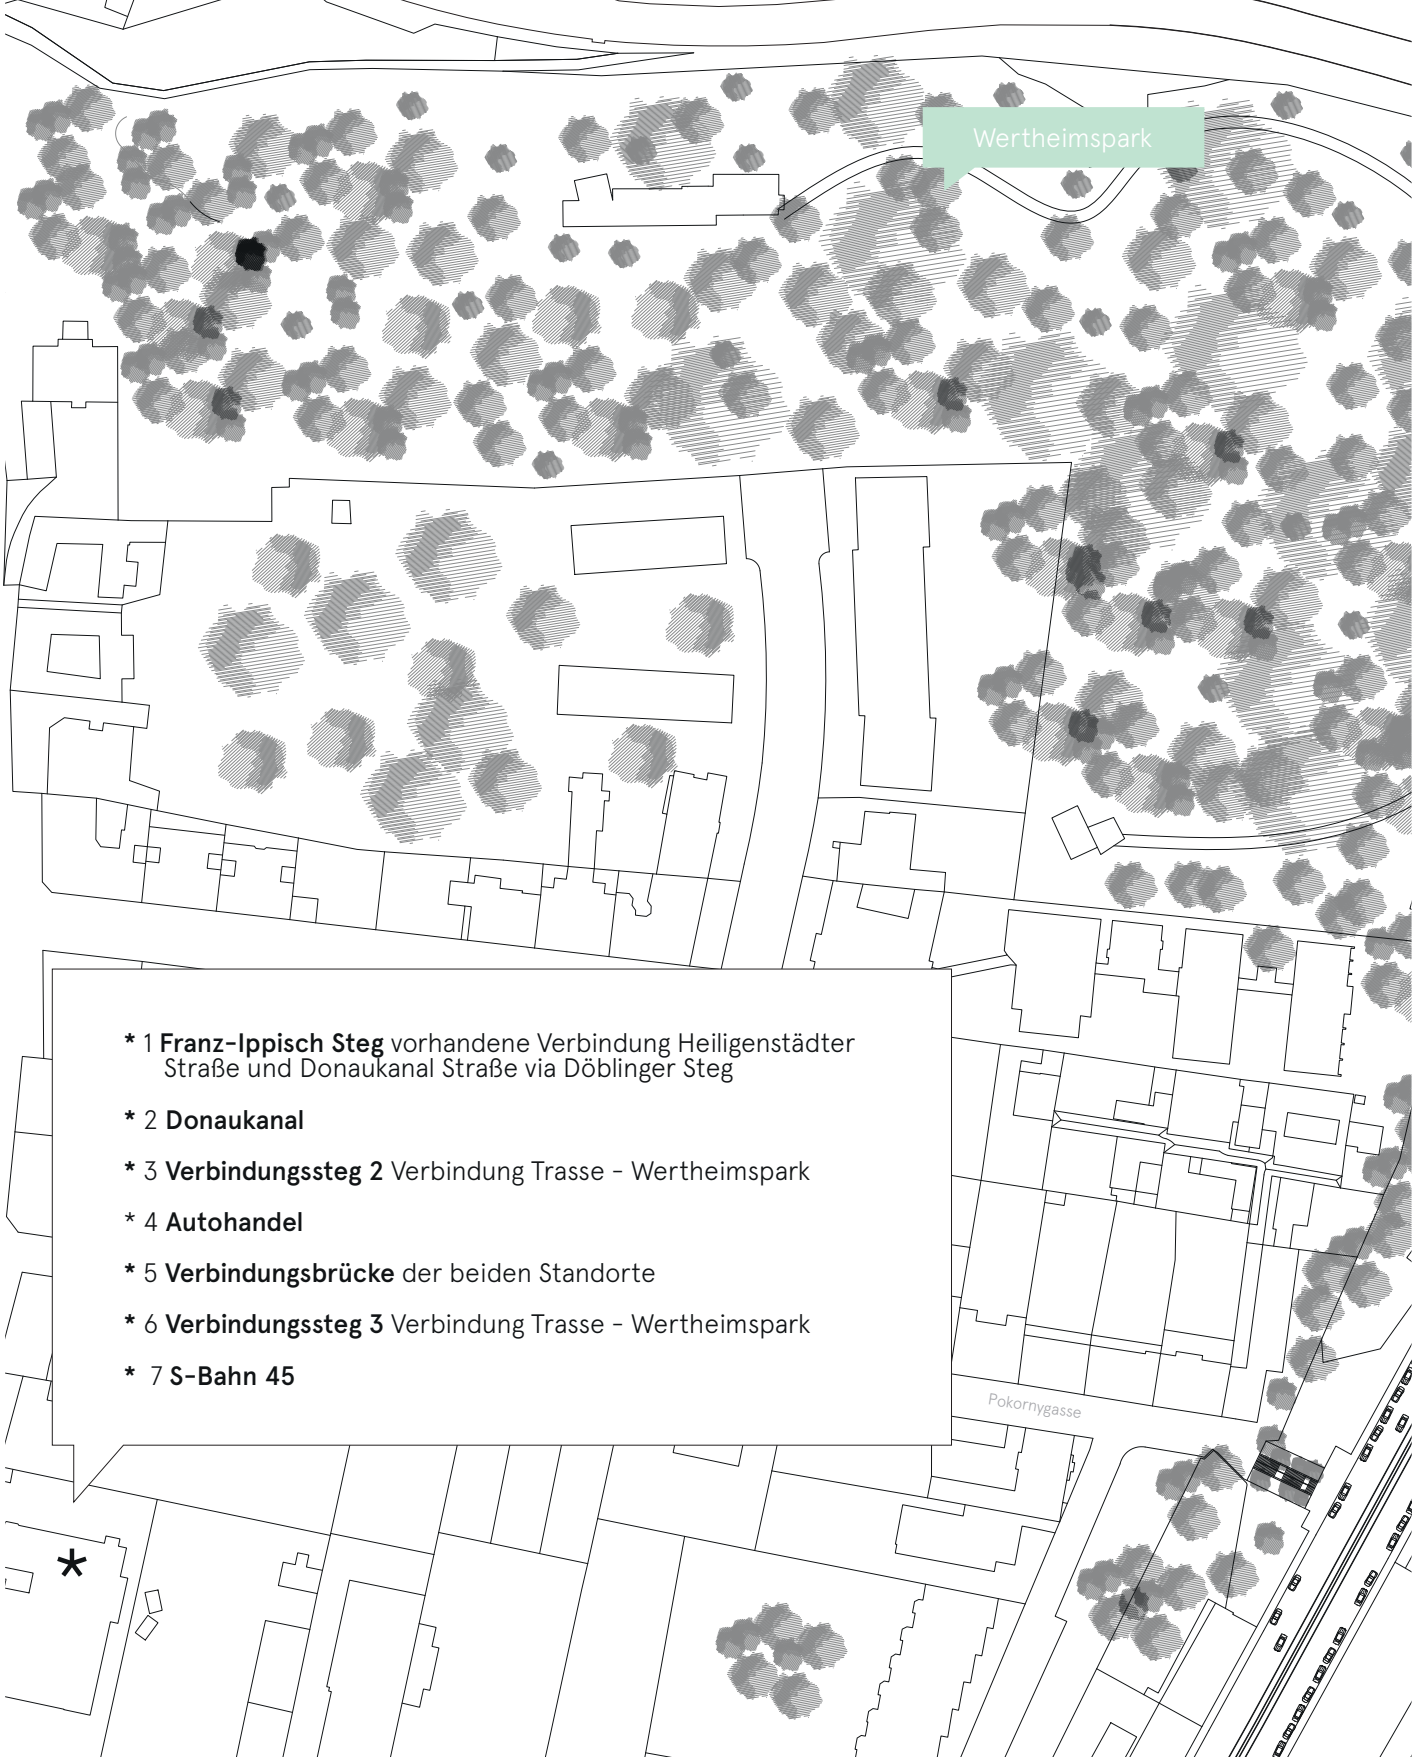 Wertheimspark
* 1 Franz-Ippisch Steg vorhandene Verbindung Heiligenstädter
Straße und Donaukanal Straße via Döblinger Steg
* 2 Donaukanal
* 3 Verbindungssteg 2 Verbindung Trasse - Wertheimspark
* 4 Autohandel
* 5 Verbindungsbrücke der beiden Standorte
* 6 Verbindungssteg 3 Verbindung Trasse - Wertheimspark
* 7 S-Bahn 45
Pokornygasse
*